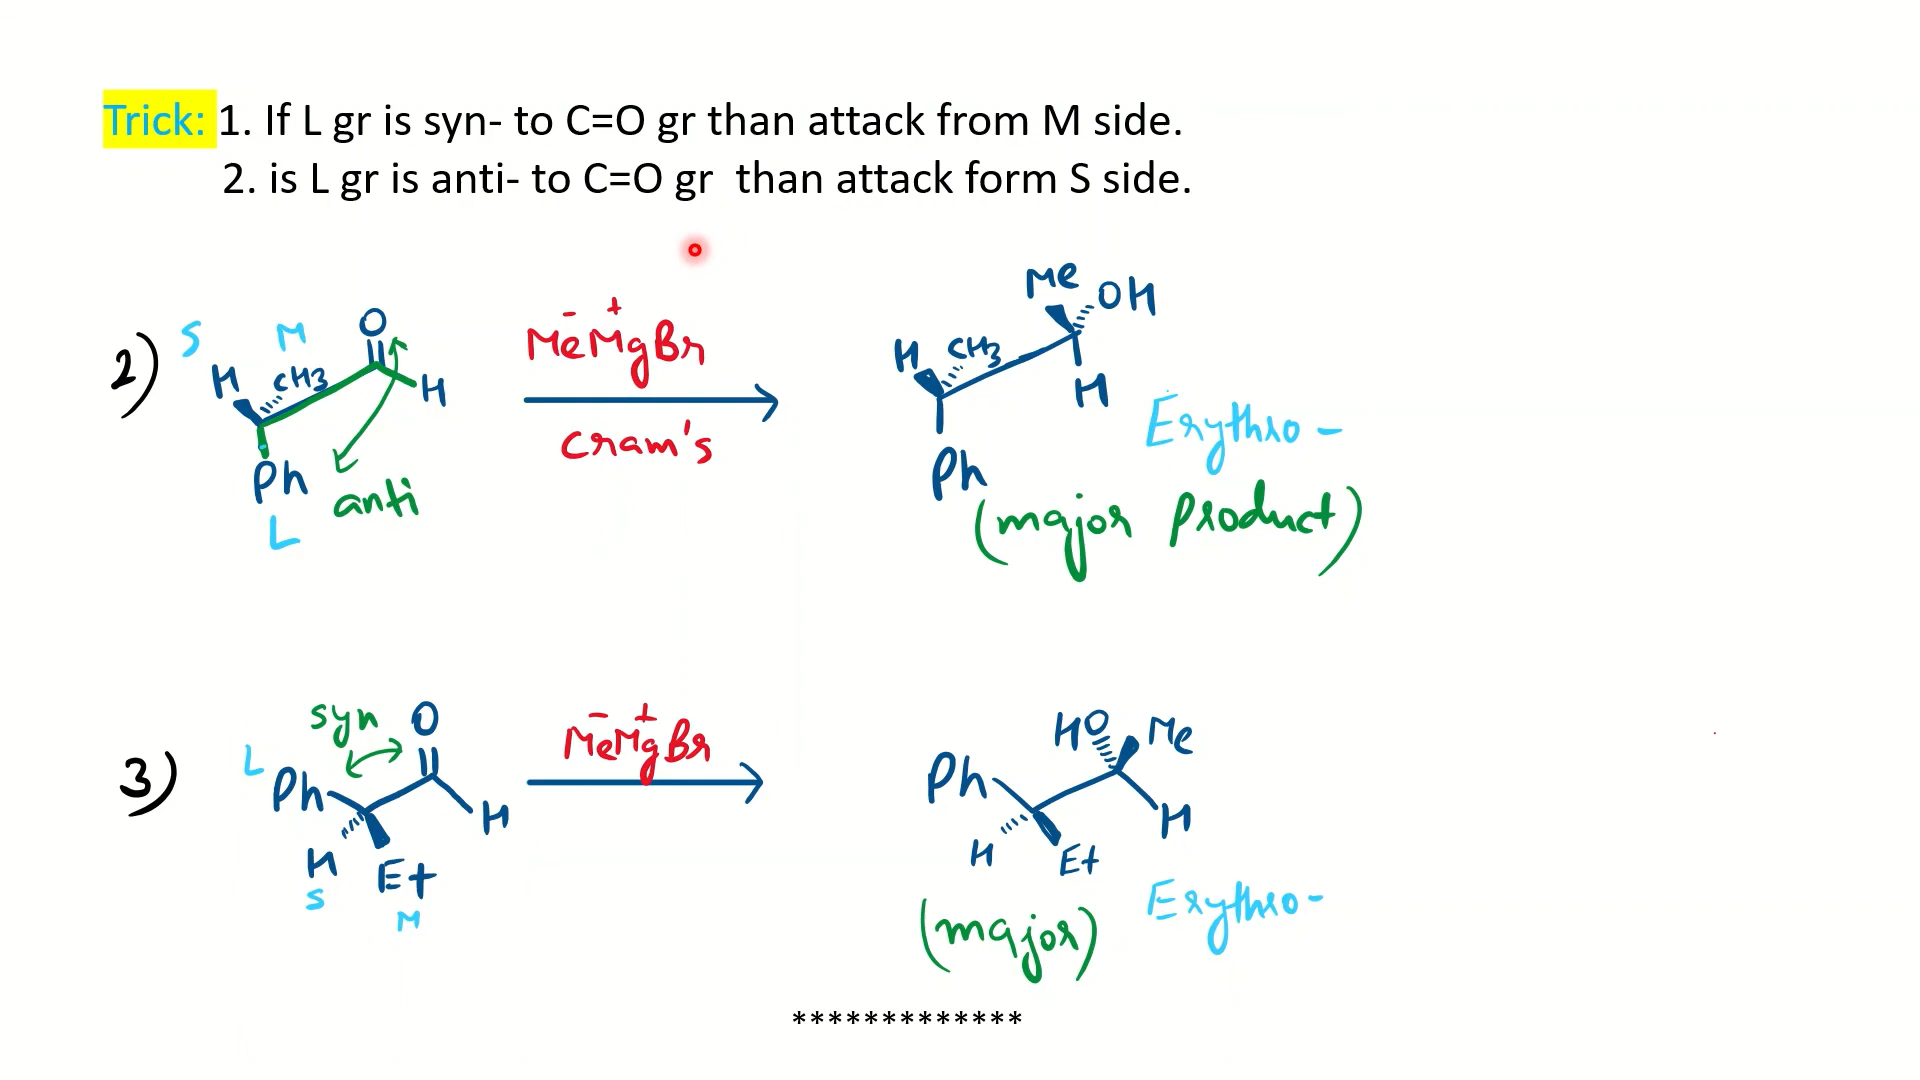 Trick: 1. If L gr is syn- to C=O gr than attack from M side.
2. is L gr is anti- to C=O gr than attack form S side.
2)
S
M
O
H
CH3
H
Ph
L
anti
MeMgBr
- +
Cram's
Me
OH
H
CH3
H
Ph
Erythro -
(major Product)
3)
syn
O
L
Ph
H
H
Et
S
M
MeMgBr
- +
HO
Me
Ph
H
H
Et
Erythro-
(major)
*************